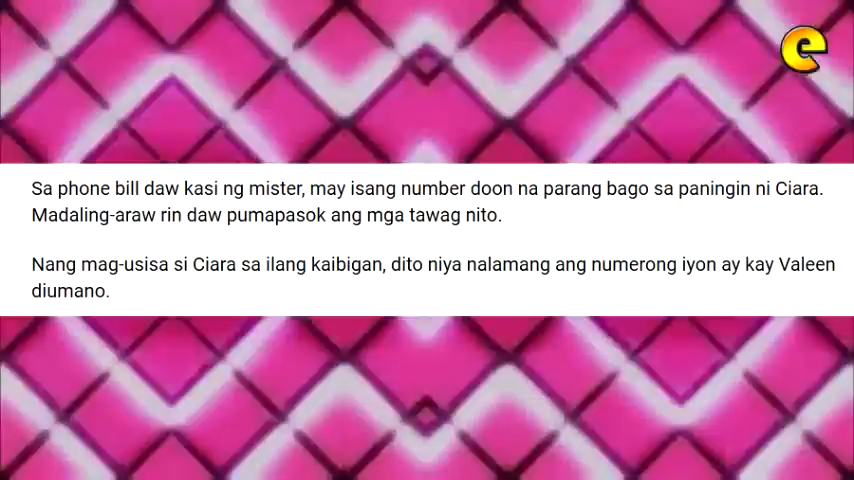 e
Sa phone bill daw kasi ng mister, may isang number doon na parang bago sa paningin ni Ciara.
Madaling-araw rin daw pumapasok ang mga tawag nito.
Nang mag-usisa si Ciara sa ilang kaibigan, dito niya nalamang ang numerong iyon ay kay Valeen
diumano.